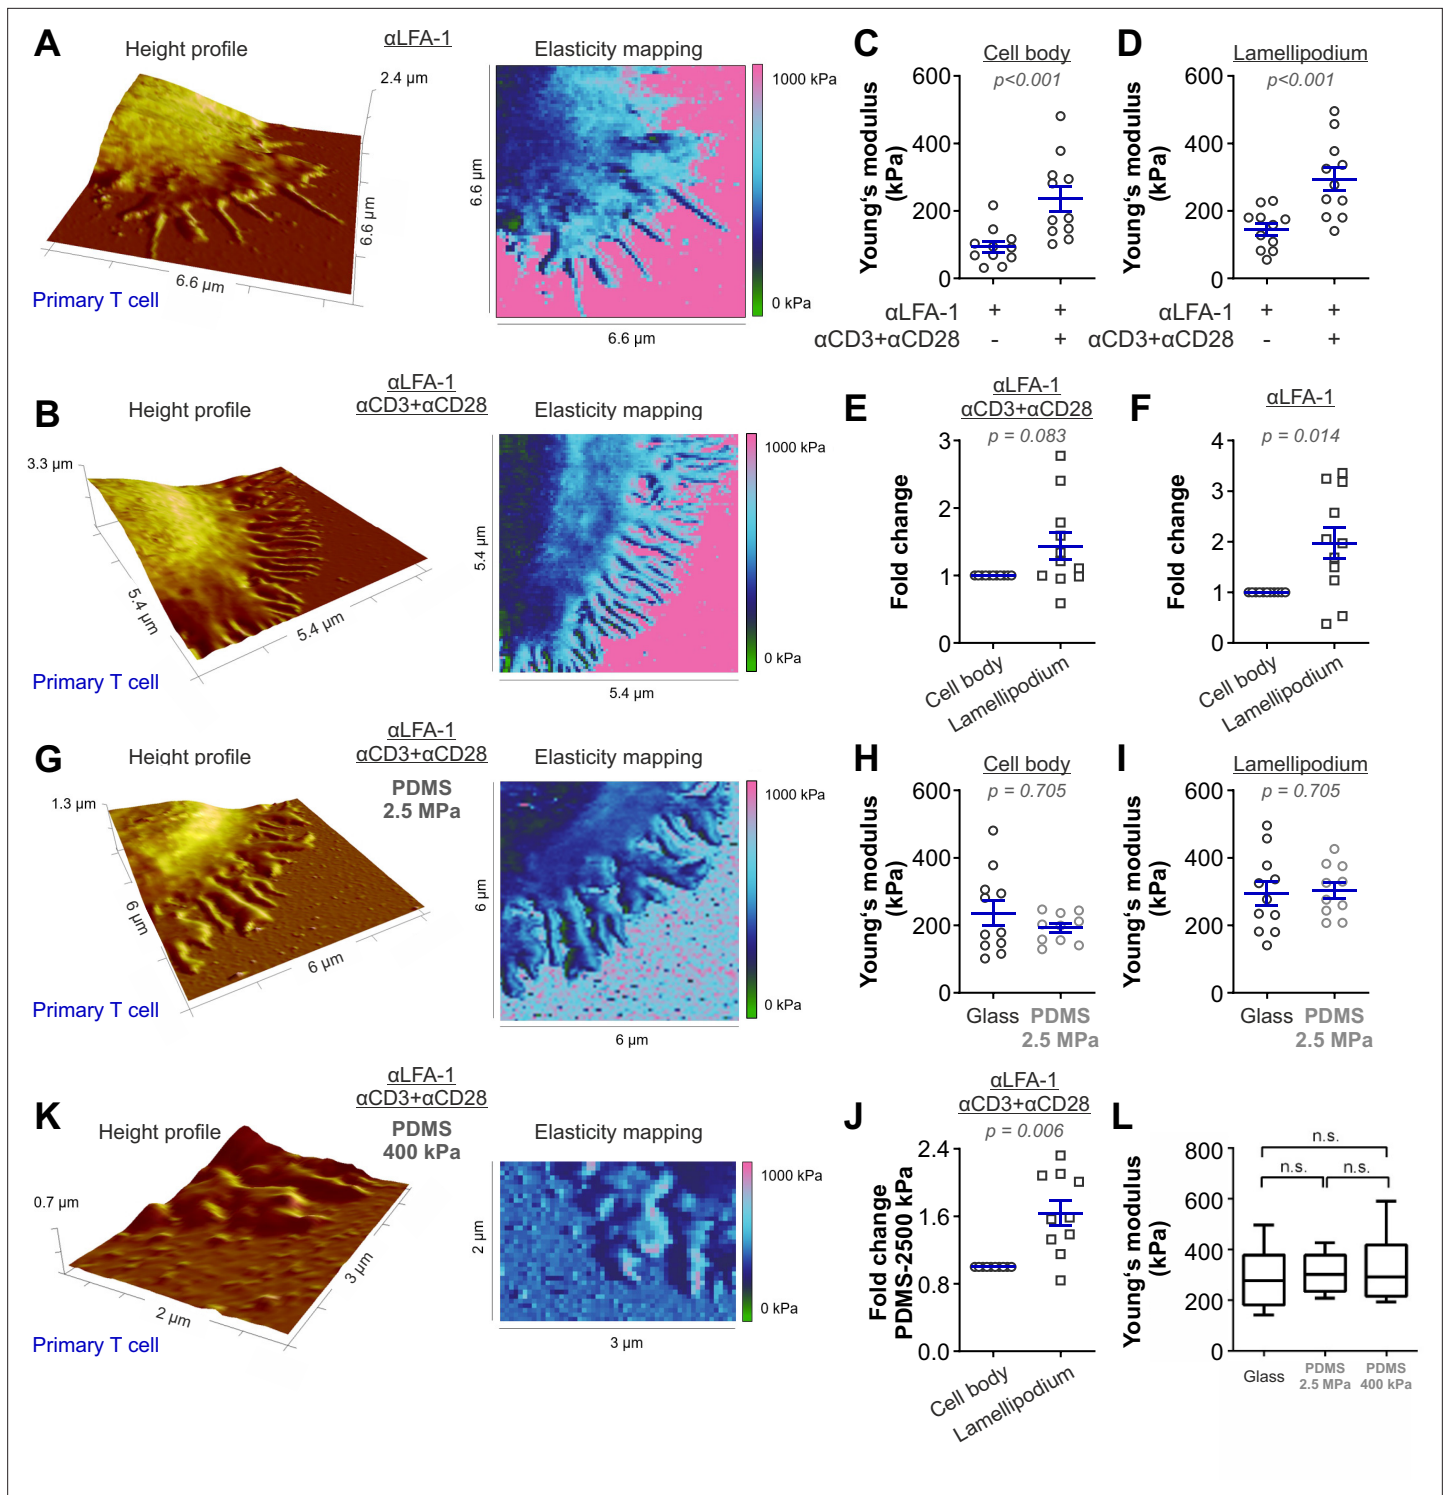 A
Height profile
αLFA-1
2.4 µm
6.6 µm
6.6 µm
Primary T cell
Elasticity mapping
6.6 µm
6.6 µm
1000 kPa
0 kPa
C
Cell body
p<0.001
Young‘s modulus
(kPa)
600
400
200
0
αLFA-1 + +
αCD3+αCD28 - +
D
Lamellipodium
p<0.001
Young‘s modulus
(kPa)
600
400
200
0
αLFA-1 + +
αCD3+αCD28 - +
B
Height profile
αLFA-1
αCD3+αCD28
3.3 µm
5.4 µm
5.4 µm
Primary T cell
Elasticity mapping
5.4 µm
5.4 µm
1000 kPa
0 kPa
E
αLFA-1
αCD3+αCD28
p = 0.083
Fold change
3
2
1
0
Cell body
Lamellipodium
F
αLFA-1
p = 0.014
Fold change
4
3
2
1
0
Cell body
Lamellipodium
G
Height profile
αLFA-1
αCD3+αCD28
PDMS
2.5 MPa
1.3 µm
6 µm
6 µm
Primary T cell
Elasticity mapping
6 µm
6 µm
1000 kPa
0 kPa
H
Cell body
p = 0.705
Young‘s modulus
(kPa)
600
400
200
0
Glass PDMS
2.5 MPa
I
Lamellipodium
p = 0.705
Young‘s modulus
(kPa)
600
400
200
0
Glass PDMS
2.5 MPa
K
Height profile
αLFA-1
αCD3+αCD28
PDMS
400 kPa
0.7 µm
2 µm
3 µm
Primary T cell
Elasticity mapping
2 µm
3 µm
1000 kPa
0 kPa
J
αLFA-1
αCD3+αCD28
p = 0.006
Fold change
PDMS-2500 kPa
2.4
1.6
0.8
0.0
Cell body
Lamellipodium
L
n.s.
n.s. n.s.
Young‘s modulus
(kPa)
800
600
400
200
0
Glass PDMS PDMS
2.5 MPa 400 kPa